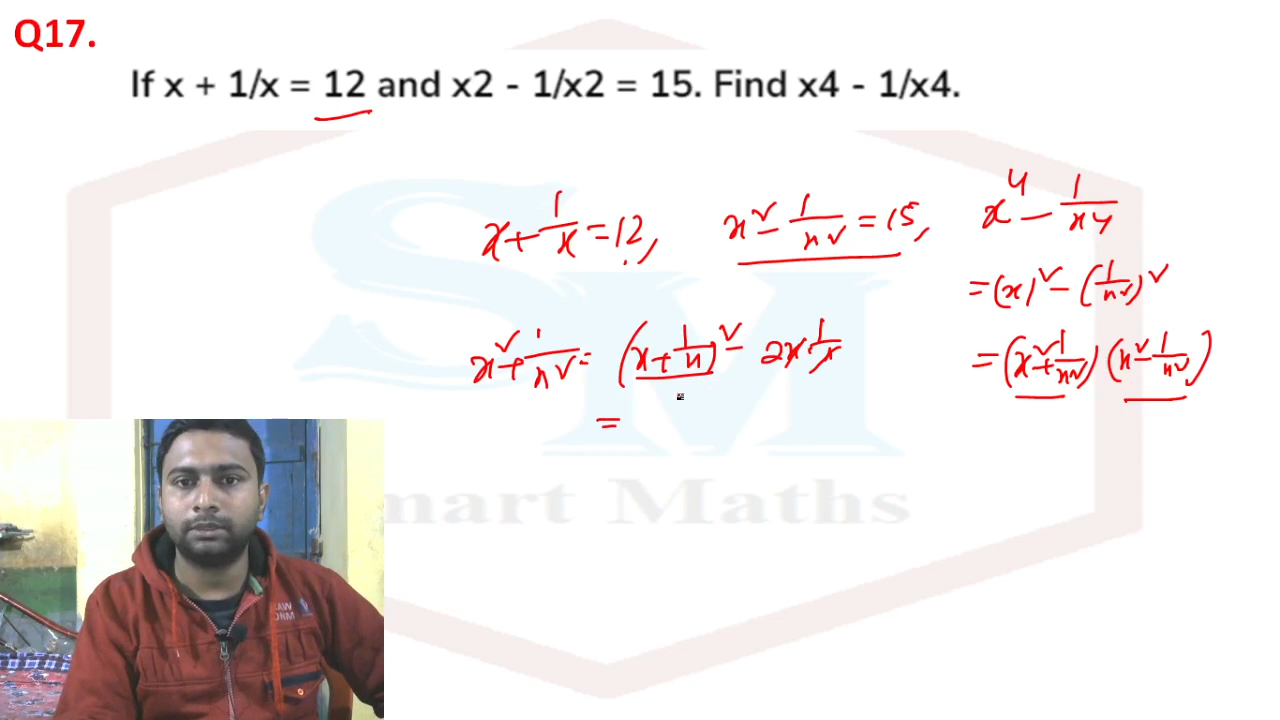 Q17.
If x + 1/x = 12 and x2 - 1/x2 = 15. Find x4 - 1/x4.
x + 1/x = 12, x² - 1/x² = 15, x⁴ - 1/x⁴
= (x)² - (1/x²)²
x² + 1/x² = (x + 1/x)² - 2x 1/x
= (x² + 1/x²) (x² - 1/x²)
=
SM
mart Maths